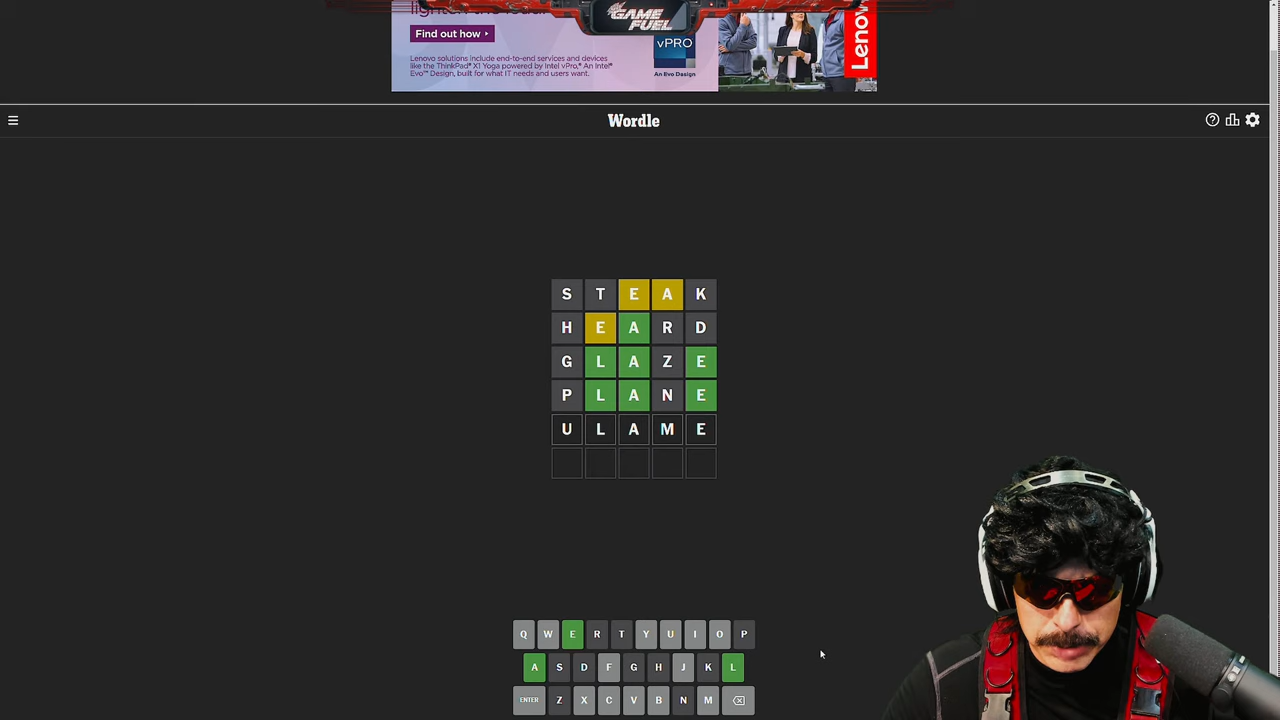 GAME
FUEL
Find out how
Lenovo solutions include end-to-end services and devices
like the ThinkPad® X1 Yoga powered by Intel vPro,® An Intel®
Evo™ Design, built for what IT needs and users want.
vPRO
An Evo Design
Lenovo
Wordle
S T E A K
H E A R D
G L A Z E
P L A N E
U L A M E
Q W E R T Y U I O P
A S D F G H J K L
ENTER Z X C V B N M